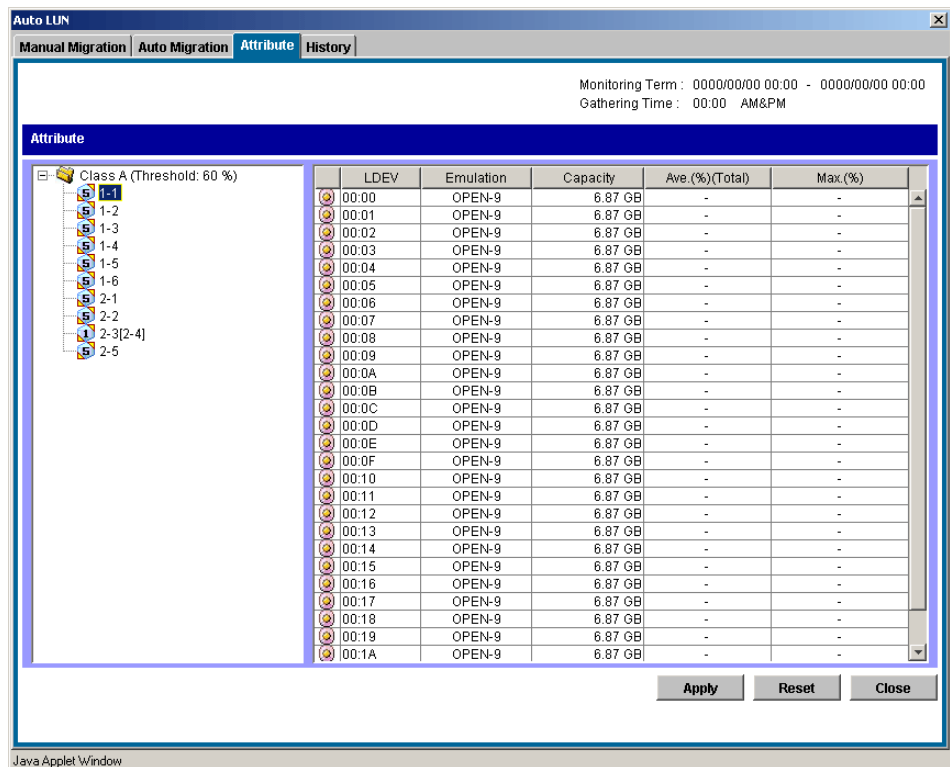 Auto LUN
Manual Migration Auto Migration Attribute History
Monitoring Term : 0000/00/00 00:00 - 0000/00/00 00:00
Gathering Time : 00:00 AM&PM
Attribute
Class A (Threshold: 60 %)
5 1-1
5 1-2
5 1-3
5 1-4
5 1-5
5 1-6
5 2-1
5 2-2
1 2-3[2-4]
5 2-5
LDEV Emulation Capacity Ave.(%)(Total) Max.(%)
00:00 OPEN-9 6.87 GB - -
00:01 OPEN-9 6.87 GB - -
00:02 OPEN-9 6.87 GB - -
00:03 OPEN-9 6.87 GB - -
00:04 OPEN-9 6.87 GB - -
00:05 OPEN-9 6.87 GB - -
00:06 OPEN-9 6.87 GB - -
00:07 OPEN-9 6.87 GB - -
00:08 OPEN-9 6.87 GB - -
00:09 OPEN-9 6.87 GB - -
00:0A OPEN-9 6.87 GB - -
00:0B OPEN-9 6.87 GB - -
00:0C OPEN-9 6.87 GB - -
00:0D OPEN-9 6.87 GB - -
00:0E OPEN-9 6.87 GB - -
00:0F OPEN-9 6.87 GB - -
00:10 OPEN-9 6.87 GB - -
00:11 OPEN-9 6.87 GB - -
00:12 OPEN-9 6.87 GB - -
00:13 OPEN-9 6.87 GB - -
00:14 OPEN-9 6.87 GB - -
00:15 OPEN-9 6.87 GB - -
00:16 OPEN-9 6.87 GB - -
00:17 OPEN-9 6.87 GB - -
00:18 OPEN-9 6.87 GB - -
00:19 OPEN-9 6.87 GB - -
00:1A OPEN-9 6.87 GB - -
Apply Reset Close
Java Applet Window